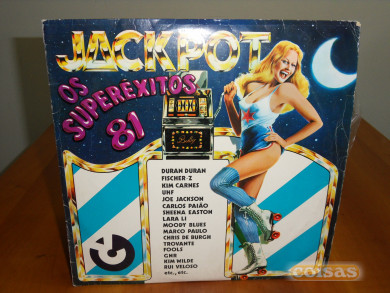 JACKPOT
OS
SUPEREXITOS
81
Bally
DURAN DURAN
FISCHER-Z
KIM CARNES
UHF
JOE JACKSON
CARLOS PAIÃO
SHEENA EASTON
LARA LI
MOODY BLUES
MARCO PAULO
CHRIS DE BURGH
TROVANTE
FOOLS
GNR
KIM WILDE
RUI VELOSO
etc., etc.
coisas